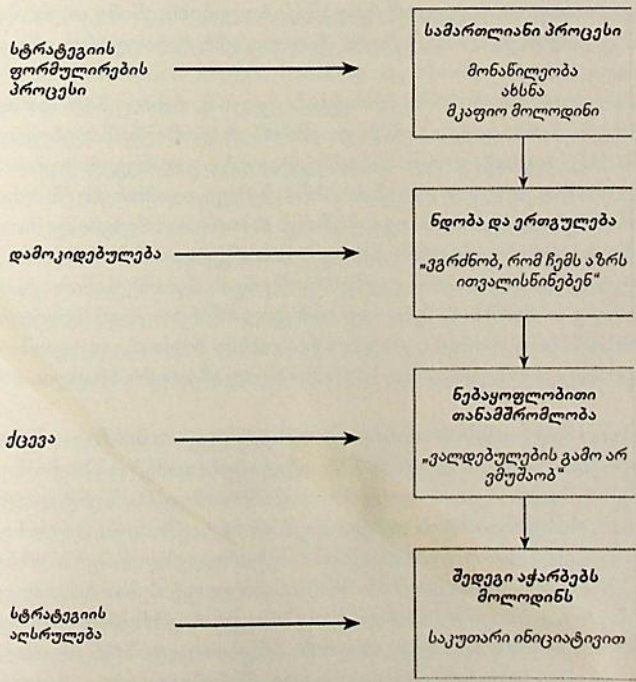 სტრატეგიის
ფორმულირების
პროცესი
სამართლიანი პროცესი
მონაწილეობა
ახსნა
მკაფიო მოლოდინი
დამოკიდებულება
ნდობა და ერთგულება
„ვგრძნობ, რომ ჩემს აზრს
ითვალისწინებენ“
ქცევა
ნებაყოფლობითი
თანამშრომლობა
„ვალდებულების გამო არ
ვმუშაობ“
სტრატეგიის
აღსრულება
შედეგი აჭარბებს
მოლოდინს
საკუთარი ინიციატივით